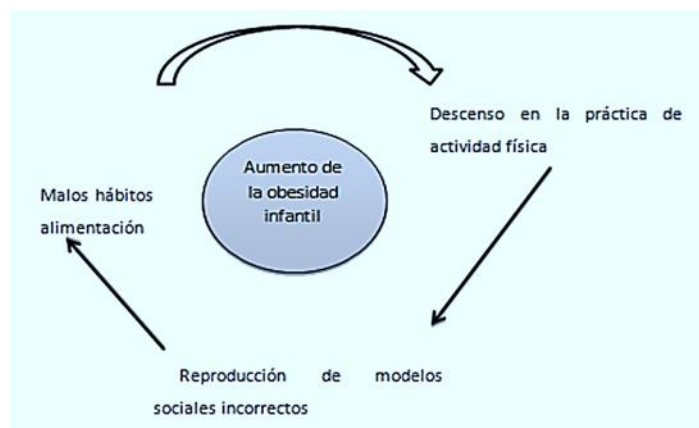 Descenso en la práctica de
actividad física
Aumento de
la obesidad
infantil
Malos hábitos
alimentación
Reproducción de modelos
sociales incorrectos